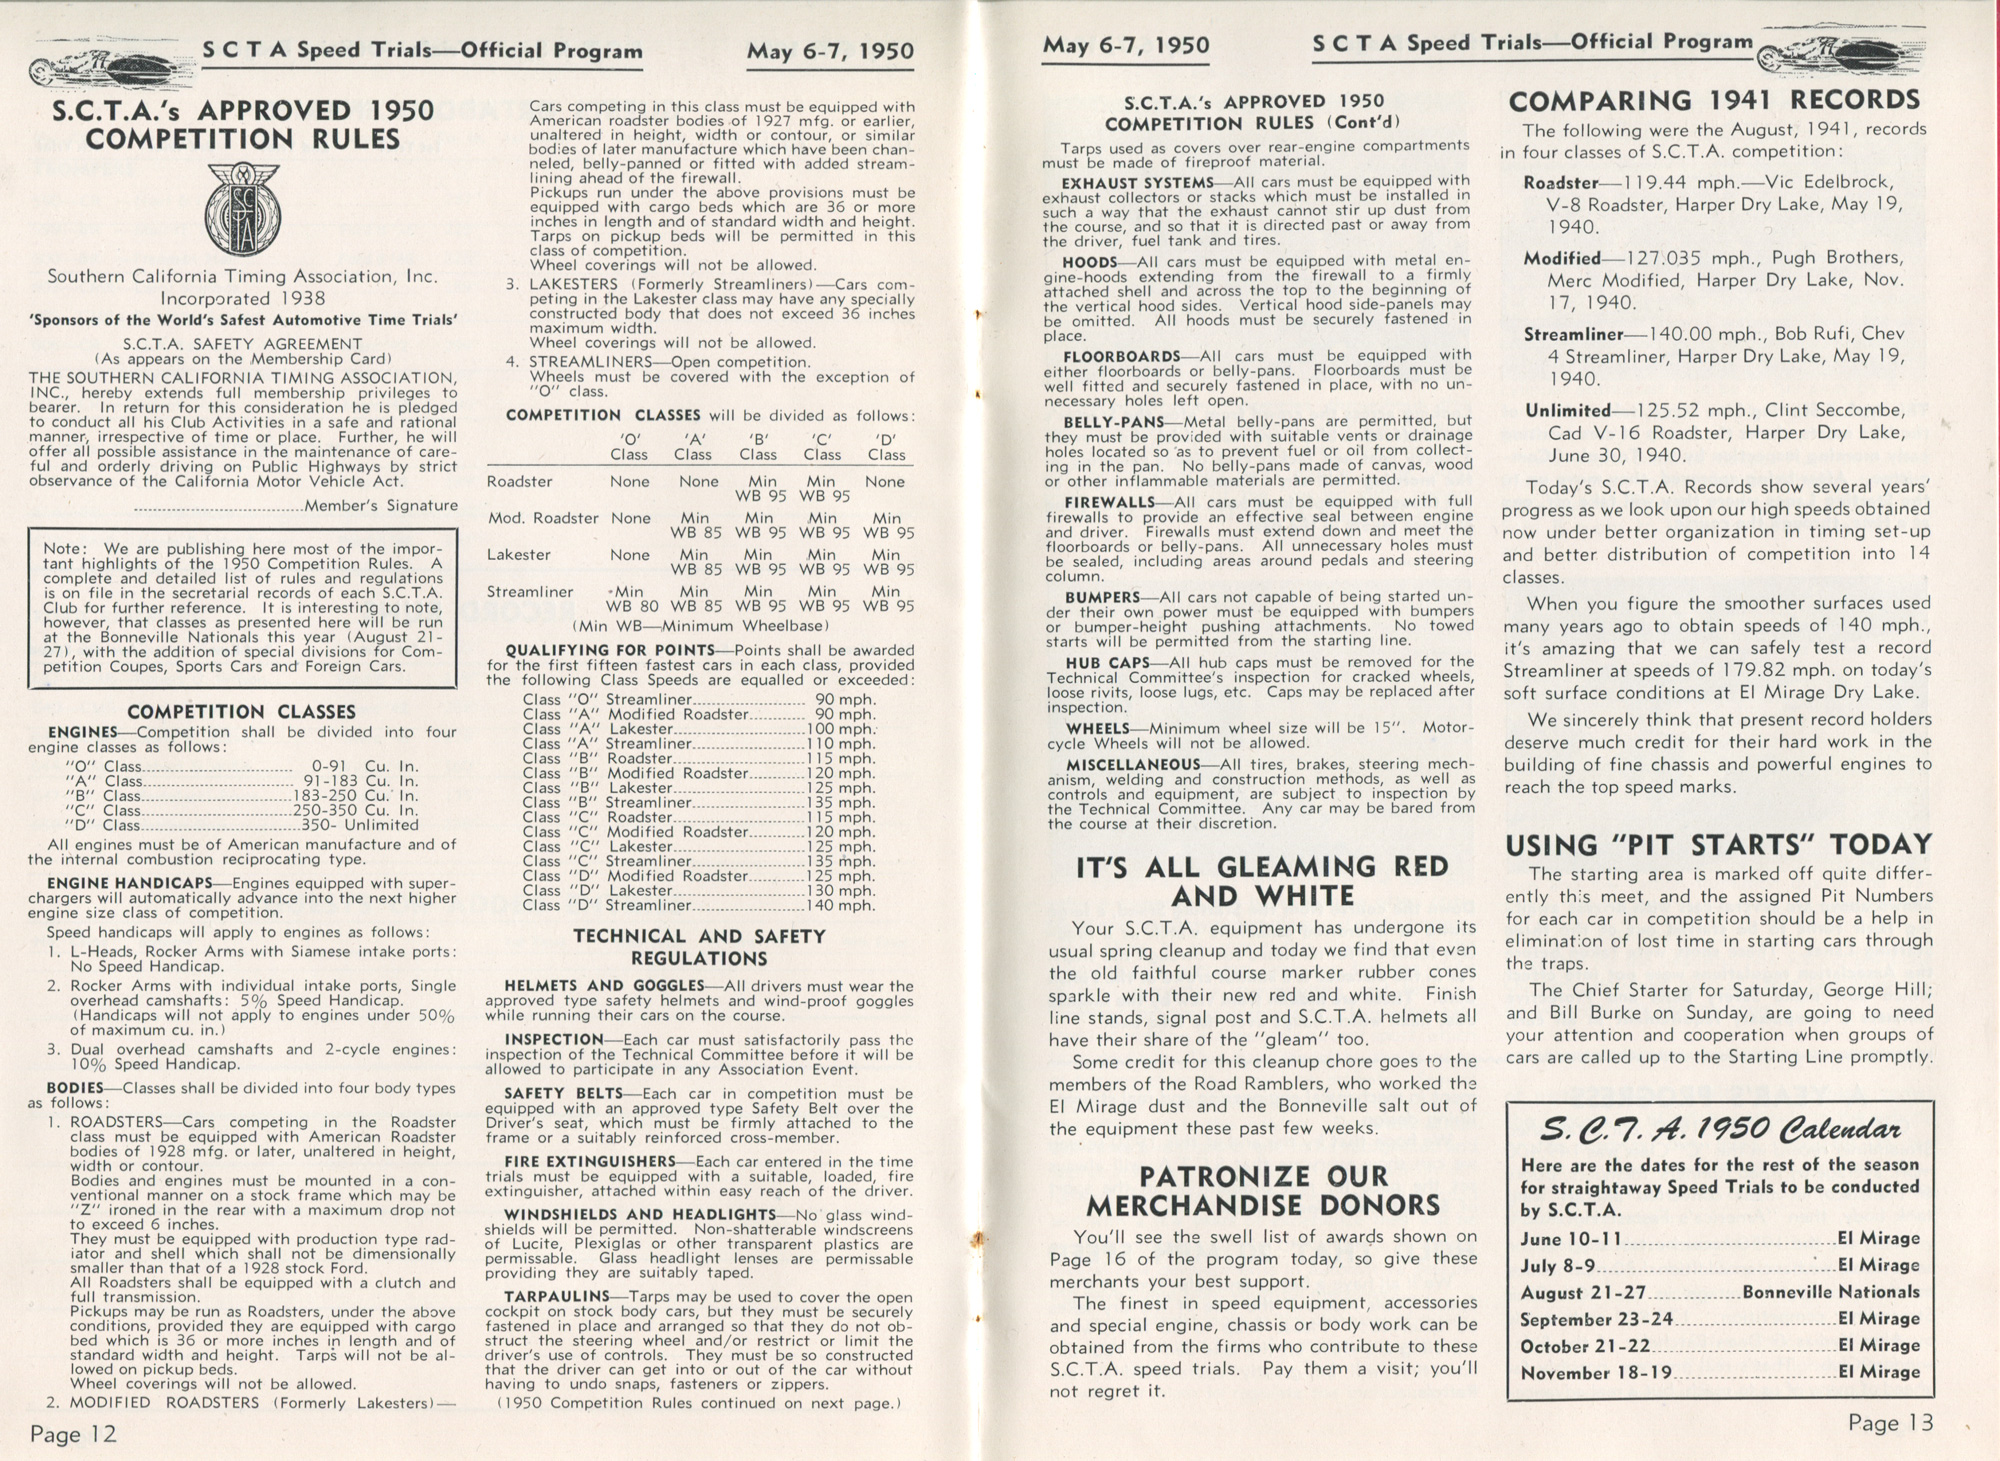 S C T A Speed Trials—Official Program
May 6-7, 1950
S.C.T.A.'s APPROVED 1950
COMPETITION RULES
SC
TA
Southern California Timing Association, Inc.
Incorporated 1938
'Sponsors of the World's Safest Automotive Time Trials'
S.C.T.A. SAFETY AGREEMENT
(As appears on the Membership Card)
THE SOUTHERN CALIFORNIA TIMING ASSOCIATION,
INC., hereby extends full membership privileges to
bearer. In return for this consideration he is pledged
to conduct all his Club Activities in a safe and rational
manner, irrespective of time or place. Further, he will
offer all possible assistance in the maintenance of care-
ful and orderly driving on Public Highways by strict
observance of the California Motor Vehicle Act.
..............................Member's Signature
Note: We are publishing here most of the impor-
tant highlights of the 1950 Competition Rules. A
complete and detailed list of rules and regulations
is on file in the secretarial records of each S.C.T.A.
Club for further reference. It is interesting to note,
however, that classes as presented here will be run
at the Bonneville Nationals this year (August 21-
27), with the addition of special divisions for Com-
petition Coupes, Sports Cars and Foreign Cars.
COMPETITION CLASSES
ENGINES—Competition shall be divided into four
engine classes as follows:
"O" Class.............................. 0-91 Cu. In.
"A" Class.............................. 91-183 Cu. In.
"B" Class..............................183-250 Cu. In.
"C" Class..............................250-350 Cu. In.
"D" Class..............................350- Unlimited
All engines must be of American manufacture and of
the internal combustion reciprocating type.
ENGINE HANDICAPS—Engines equipped with super-
chargers will automatically advance into the next higher
engine size class of competition.
Speed handicaps will apply to engines as follows:
1. L-Heads, Rocker Arms with Siamese intake ports:
No Speed Handicap.
2. Rocker Arms with individual intake ports, Single
overhead camshafts: 5% Speed Handicap.
(Handicaps will not apply to engines under 50%
of maximum cu. in.)
3. Dual overhead camshafts and 2-cycle engines:
10% Speed Handicap.
BODIES—Classes shall be divided into four body types
as follows:
1. ROADSTERS—Cars competing in the Roadster
class must be equipped with American Roadster
bodies of 1928 mfg. or later, unaltered in height,
width or contour.
Bodies and engines must be mounted in a con-
ventional manner on a stock frame which may be
"Z" ironed in the rear with a maximum drop not
to exceed 6 inches.
They must be equipped with production type rad-
iator and shell which shall not be dimensionally
smaller than that of a 1928 stock Ford.
All Roadsters shall be equipped with a clutch and
full transmission.
Pickups may be run as Roadsters, under the above
conditions, provided they are equipped with cargo
bed which is 36 or more inches in length and of
standard width and height. Tarps will not be al-
lowed on pickup beds.
Wheel coverings will not be allowed.
2. MODIFIED ROADSTERS (Formerly Lakesters)—
Page 12
Cars competing in this class must be equipped with
American roadster bodies of 1927 mfg. or earlier,
unaltered in height, width or contour, or similar
bodies of later manufacture which have been chan-
neled, belly-panned or fitted with added stream-
lining ahead of the firewall.
Pickups run under the above provisions must be
equipped with cargo beds which are 36 or more
inches in length and of standard width and height.
Tarps on pickup beds will be permitted in this
class of competition.
Wheel coverings will not be allowed.
3. LAKESTERS (Formerly Streamliners)—Cars com-
peting in the Lakester class may have any specially
constructed body that does not exceed 36 inches
maximum width.
Wheel coverings will not be allowed.
4. STREAMLINERS—Open competition.
Wheels must be covered with the exception of
"O" class.
COMPETITION CLASSES will be divided as follows:
'O' 'A' 'B' 'C' 'D'
Class Class Class Class Class
Roadster None None Min Min None
WB 95 WB 95
Mod. Roadster None Min Min Min Min
WB 85 WB 95 WB 95 WB 95
Lakester None Min Min Min Min
WB 85 WB 95 WB 95 WB 95
Streamliner Min Min Min Min Min
WB 80 WB 85 WB 95 WB 95 WB 95
(Min WB—Minimum Wheelbase)
QUALIFYING FOR POINTS—Points shall be awarded
for the first fifteen fastest cars in each class, provided
the following Class Speeds are equalled or exceeded:
Class "O" Streamliner.................... 90 mph.
Class "A" Modified Roadster........... 90 mph.
Class "A" Lakester........................100 mph.
Class "A" Streamliner....................110 mph.
Class "B" Roadster........................115 mph.
Class "B" Modified Roadster...........120 mph.
Class "B" Lakester........................125 mph.
Class "B" Streamliner....................135 mph.
Class "C" Roadster........................115 mph.
Class "C" Modified Roadster...........120 mph.
Class "C" Lakester........................125 mph.
Class "C" Streamliner....................135 mph.
Class "D" Modified Roadster...........125 mph.
Class "D" Lakester........................130 mph.
Class "D" Streamliner....................140 mph.
TECHNICAL AND SAFETY
REGULATIONS
HELMETS AND GOGGLES—All drivers must wear the
approved type safety helmets and wind-proof goggles
while running their cars on the course.
INSPECTION—Each car must satisfactorily pass the
inspection of the Technical Committee before it will be
allowed to participate in any Association Event.
SAFETY BELTS—Each car in competition must be
equipped with an approved type Safety Belt over the
Driver's seat, which must be firmly attached to the
frame or a suitably reinforced cross-member.
FIRE EXTINGUISHERS—Each car entered in the time
trials must be equipped with a suitable, loaded, fire
extinguisher, attached within easy reach of the driver.
WINDSHIELDS AND HEADLIGHTS—No glass wind-
shields will be permitted. Non-shatterable windscreens
of Lucite, Plexiglas or other transparent plastics are
permissable. Glass headlight lenses are permissable
providing they are suitably taped.
TARPAULINS—Tarps may be used to cover the open
cockpit on stock body cars, but they must be securely
fastened in place and arranged so that they do not ob-
struct the steering wheel and/or restrict or limit the
driver's use of controls. They must be so constructed
that the driver can get into or out of the car without
having to undo snaps, fasteners or zippers.
(1950 Competition Rules continued on next page.)
May 6-7, 1950
S C T A Speed Trials—Official Program
S.C.T.A.'s APPROVED 1950
COMPETITION RULES (Cont'd)
Tarps used as covers over rear-engine compartments
must be made of fireproof material.
EXHAUST SYSTEMS—All cars must be equipped with
exhaust collectors or stacks which must be installed in
such a way that the exhaust cannot stir up dust from
the course, and so that it is directed past or away from
the driver, fuel tank and tires.
HOODS—All cars must be equipped with metal en-
gine-hoods extending from the firewall to a firmly
attached shell and across the top to the beginning of
the vertical hood sides. Vertical hood side-panels may
be omitted. All hoods must be securely fastened in
place.
FLOORBOARDS—All cars must be equipped with
either floorboards or belly-pans. Floorboards must be
well fitted and securely fastened in place, with no un-
necessary holes left open.
BELLY-PANS—Metal belly-pans are permitted, but
they must be provided with suitable vents or drainage
holes located so as to prevent fuel or oil from collect-
ing in the pan. No belly-pans made of canvas, wood
or other inflammable materials are permitted.
FIREWALLS—All cars must be equipped with full
firewalls to provide an effective seal between engine
and driver. Firewalls must extend down and meet the
floorboards or belly-pans. All unnecessary holes must
be sealed, including areas around pedals and steering
column.
BUMPERS—All cars not capable of being started un-
der their own power must be equipped with bumpers
or bumper-height pushing attachments. No towed
starts will be permitted from the starting line.
HUB CAPS—All hub caps must be removed for the
Technical Committee's inspection for cracked wheels,
loose rivits, loose lugs, etc. Caps may be replaced after
inspection.
WHEELS—Minimum wheel size will be 15". Motor-
cycle Wheels will not be allowed.
MISCELLANEOUS—All tires, brakes, steering mech-
anism, welding and construction methods, as well as
controls and equipment, are subject to inspection by
the Technical Committee. Any car may be bared from
the course at their discretion.
IT'S ALL GLEAMING RED
AND WHITE
Your S.C.T.A. equipment has undergone its
usual spring cleanup and today we find that even
the old faithful course marker rubber cones
sparkle with their new red and white. Finish
line stands, signal post and S.C.T.A. helmets all
have their share of the "gleam" too.
Some credit for this cleanup chore goes to the
members of the Road Ramblers, who worked the
El Mirage dust and the Bonneville salt out of
the equipment these past few weeks.
PATRONIZE OUR
MERCHANDISE DONORS
You'll see the swell list of awards shown on
Page 16 of the program today, so give these
merchants your best support.
The finest in speed equipment, accessories
and special engine, chassis or body work can be
obtained from the firms who contribute to these
S.C.T.A. speed trials. Pay them a visit; you'll
not regret it.
COMPARING 1941 RECORDS
The following were the August, 1941, records
in four classes of S.C.T.A. competition:
Roadster—119.44 mph.—Vic Edelbrock,
V-8 Roadster, Harper Dry Lake, May 19,
1940.
Modified—127.035 mph., Pugh Brothers,
Merc Modified, Harper Dry Lake, Nov.
17, 1940.
Streamliner—140.00 mph., Bob Rufi, Chev
4 Streamliner, Harper Dry Lake, May 19,
1940.
Unlimited—125.52 mph., Clint Seccombe,
Cad V-16 Roadster, Harper Dry Lake,
June 30, 1940.
Today's S.C.T.A. Records show several years'
progress as we look upon our high speeds obtained
now under better organization in timing set-up
and better distribution of competition into 14
classes.
When you figure the smoother surfaces used
many years ago to obtain speeds of 140 mph.,
it's amazing that we can safely test a record
Streamliner at speeds of 179.82 mph. on today's
soft surface conditions at El Mirage Dry Lake.
We sincerely think that present record holders
deserve much credit for their hard work in the
building of fine chassis and powerful engines to
reach the top speed marks.
USING "PIT STARTS" TODAY
The starting area is marked off quite differ-
ently this meet, and the assigned Pit Numbers
for each car in competition should be a help in
elimination of lost time in starting cars through
the traps.
The Chief Starter for Saturday, George Hill;
and Bill Burke on Sunday, are going to need
your attention and cooperation when groups of
cars are called up to the Starting Line promptly.
S. C. T. A. 1950 Calendar
Here are the dates for the rest of the season
for straightaway Speed Trials to be conducted
by S.C.T.A.
June 10-11..............................El Mirage
July 8-9..............................El Mirage
August 21-27..............Bonneville Nationals
September 23-24......................El Mirage
October 21-22..........................El Mirage
November 18-19......................El Mirage
Page 13